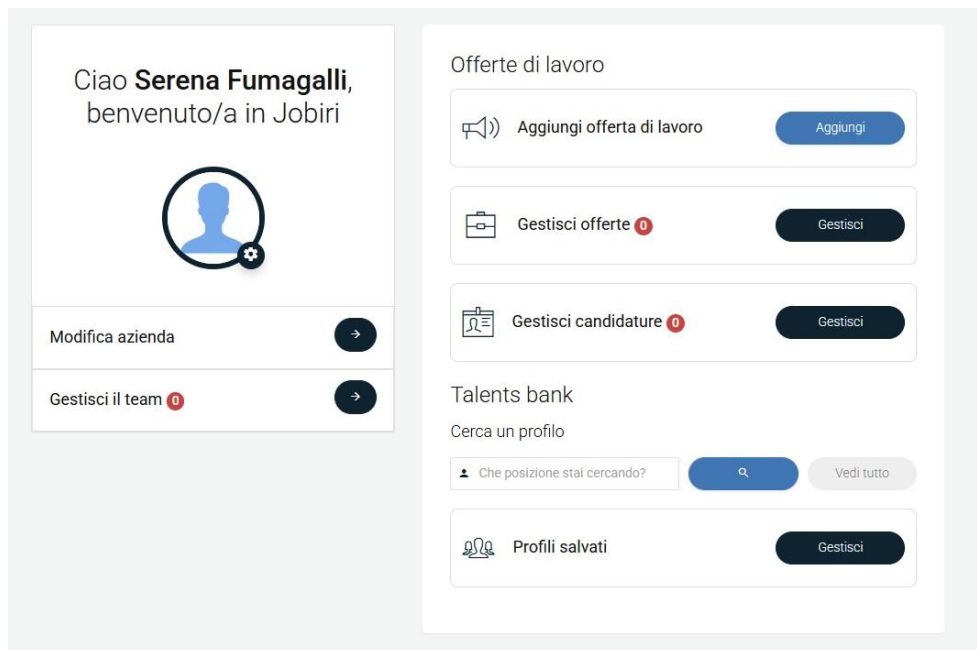 Ciao Serena Fumagalli,
benvenuto/a in Jobiri
Modifica azienda
Gestisci il team 0
Offerte di lavoro
Aggiungi offerta di lavoro
Aggiungi
Gestisci offerte 0
Gestisci
Gestisci candidature 0
Gestisci
Talents bank
Cerca un profilo
Che posizione stai cercando?
Vedi tutto
Profili salvati
Gestisci